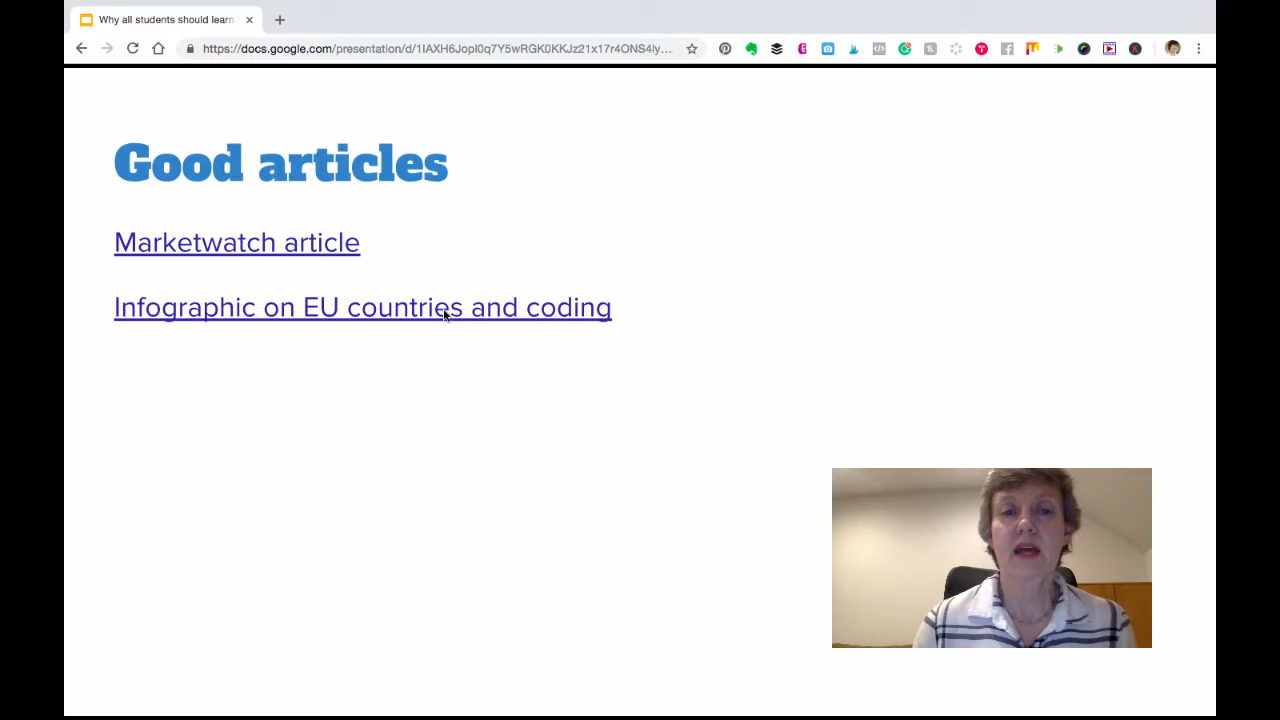 Why all students should learn
https://docs.google.com/presentation/d/1IAXH6JopI0q7Y5wRGK0KKJz21x17r4ONS4ly...
Good articles
Marketwatch article
Infographic on EU countries and coding